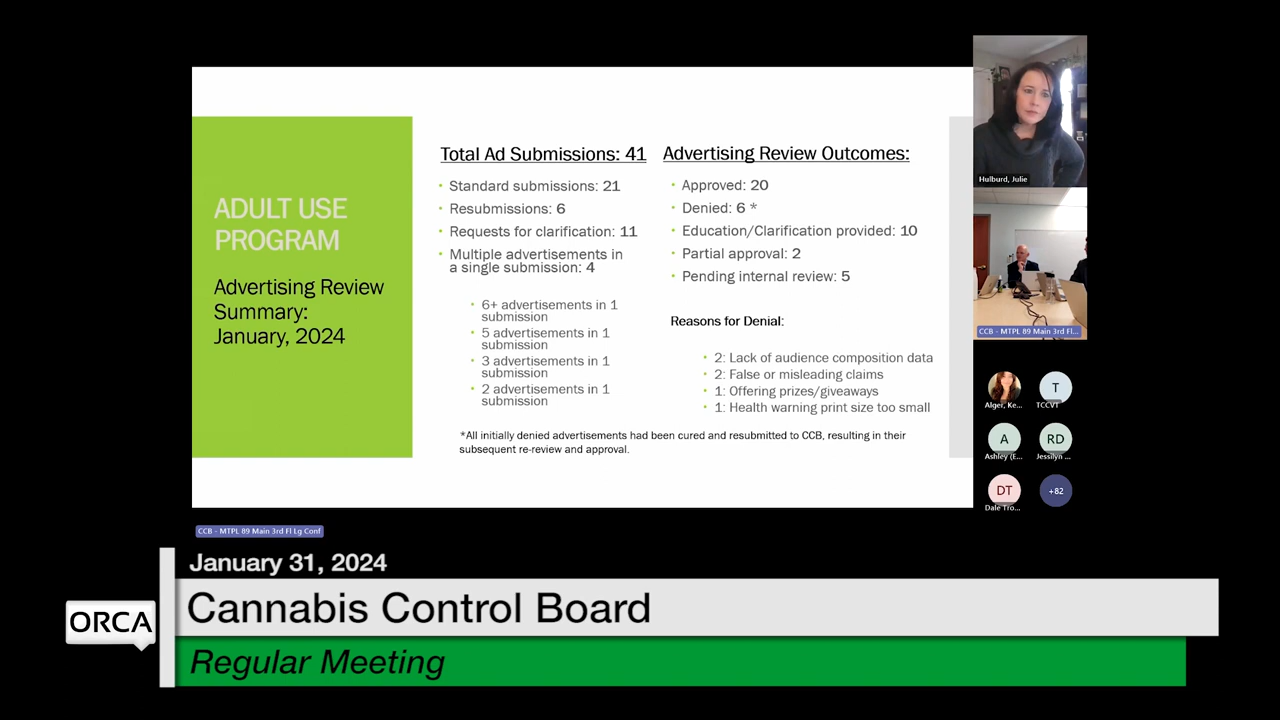 ADULT USE
PROGRAM
Advertising Review
Summary:
January, 2024
Total Ad Submissions: 41
• Standard submissions: 21
• Resubmissions: 6
• Requests for clarification: 11
• Multiple advertisements in
a single submission: 4
• 6+ advertisements in 1
submission
• 5 advertisements in 1
submission
• 3 advertisements in 1
submission
• 2 advertisements in 1
submission
Advertising Review Outcomes:
• Approved: 20
• Denied: 6 *
• Education/Clarification provided: 10
• Partial approval: 2
• Pending internal review: 5
Reasons for Denial:
• 2: Lack of audience composition data
• 2: False or misleading claims
• 1: Offering prizes/giveaways
• 1: Health warning print size too small
*All initially denied advertisements had been cured and resubmitted to CCB, resulting in their
subsequent re-review and approval.
Hulburd, Julie
CCB - MTPL 89 Main 3rd Fl...
Alger, Ke...
T
TCCVT
A
Ashley (E...
RD
Jessilyn ...
DT
Dale Tro...
+82
CCB - MTPL 89 Main 3rd Fl Lg Conf
January 31, 2024
ORCA
Cannabis Control Board
Regular Meeting